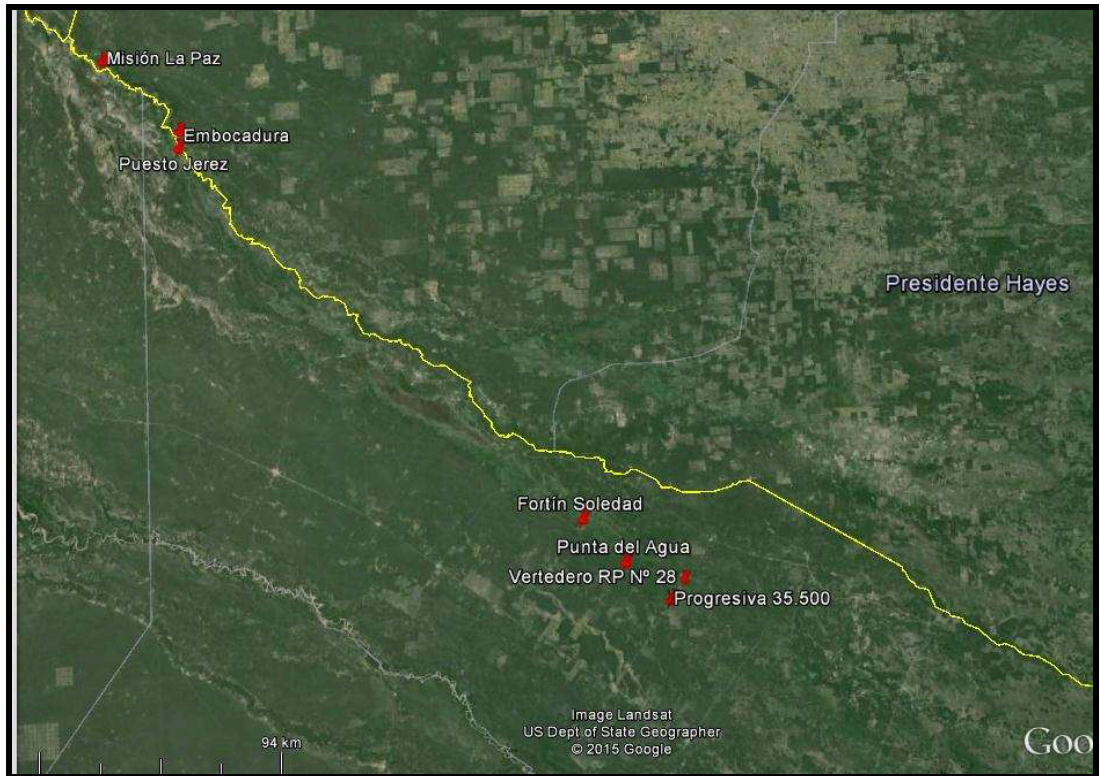 Misión La Paz
Embocadura
Puesto Jerez
Presidente Hayes
Fortín Soledad
Punta del Agua
Vertedero RP Nº 28
Progresiva 35.500
Image Landsat
US Dept of State Geographer
© 2015 Google
94 km
Goo